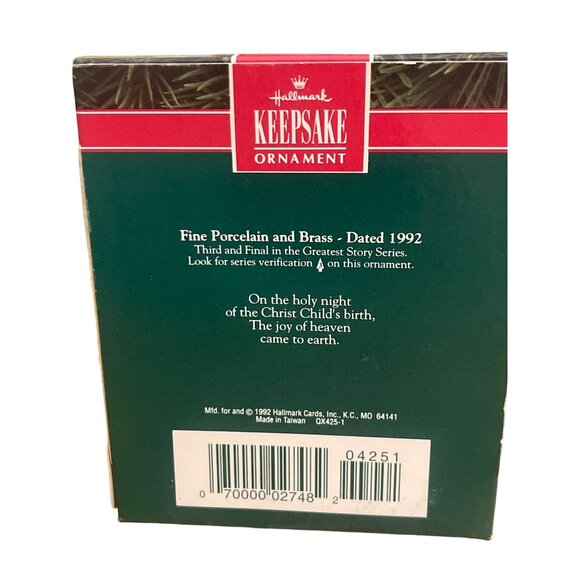 Hallmark
KEEPSAKE
ORNAMENT
Fine Porcelain and Brass - Dated 1992
Third and Final in the Greatest Story Series.
Look for series verification on this ornament.
On the holy night
of the Christ Child's birth,
The joy of heaven
came to earth.
Mfd. for and © 1992 Hallmark Cards, Inc., K.C., MO 64141
Made in Taiwan QX425-1
04251
0 70000 02748 2